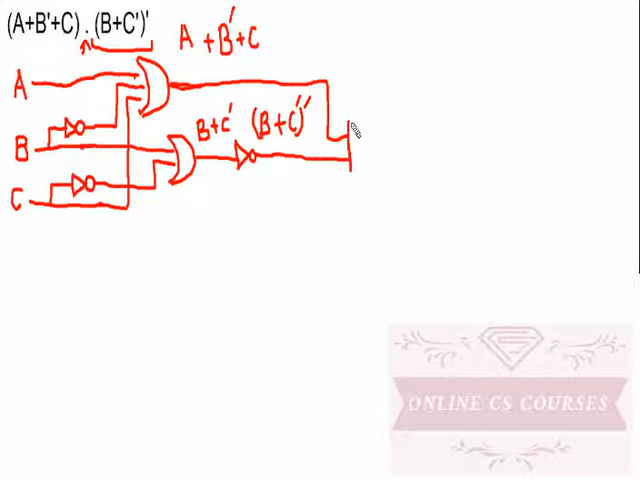 (A+B'+C) . (B+C')'
A + B' + C
A
B + C' (B + C')'
B
C
ONLINE CS COURSES